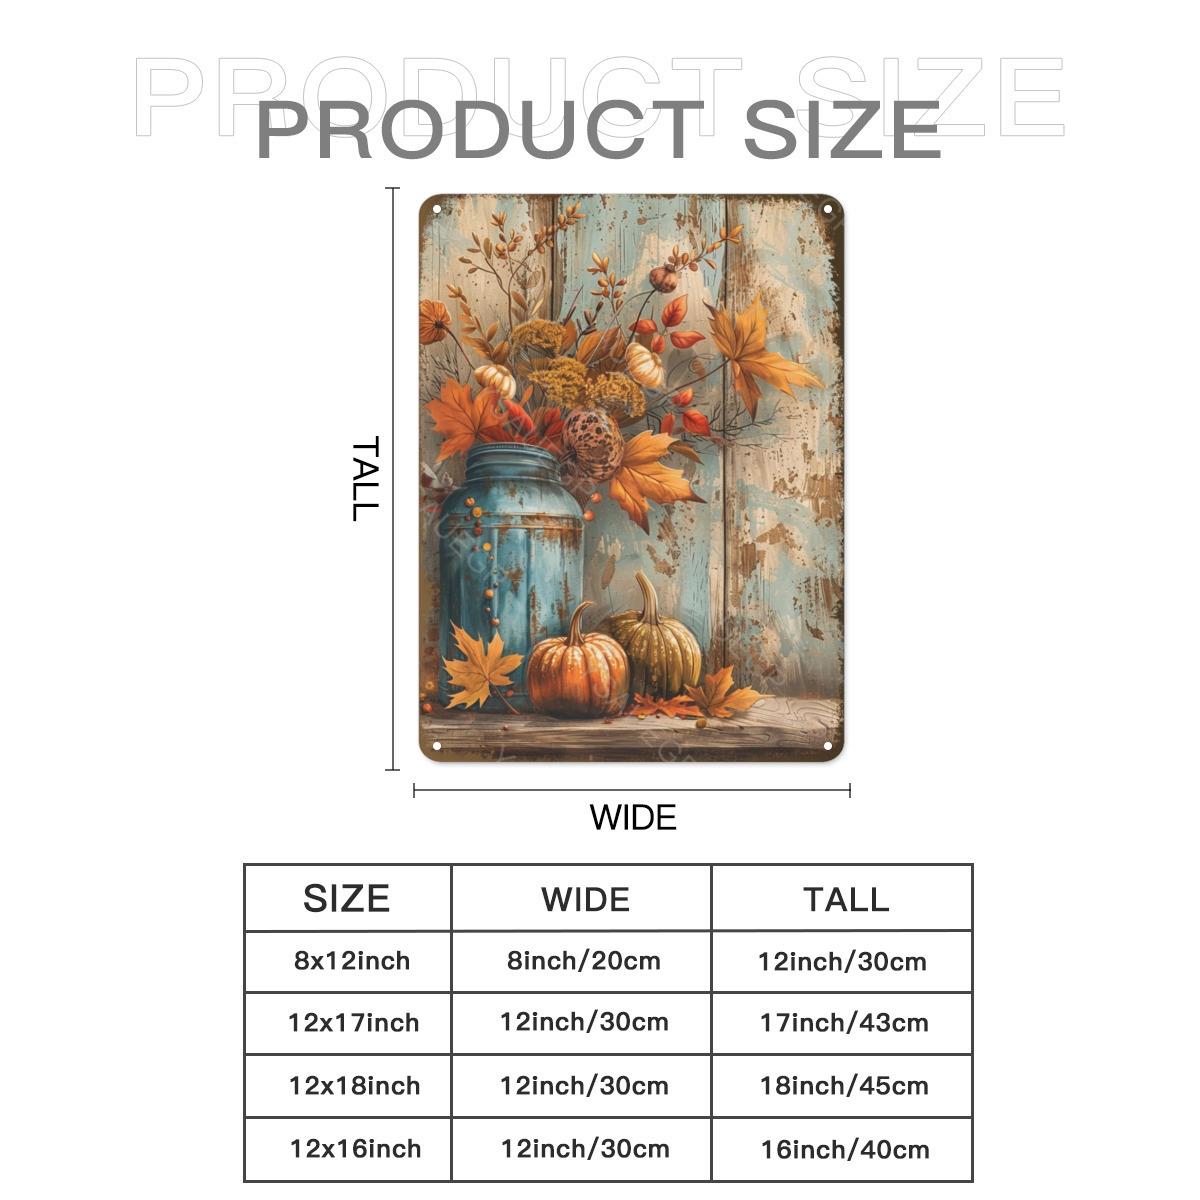 PRODUCT SIZE
PRODUCT SIZE
TALL
WIDE
SIZE WIDE TALL
8x12inch 8inch/20cm 12inch/30cm
12x17inch 12inch/30cm 17inch/43cm
12x18inch 12inch/30cm 18inch/45cm
12x16inch 12inch/30cm 16inch/40cm